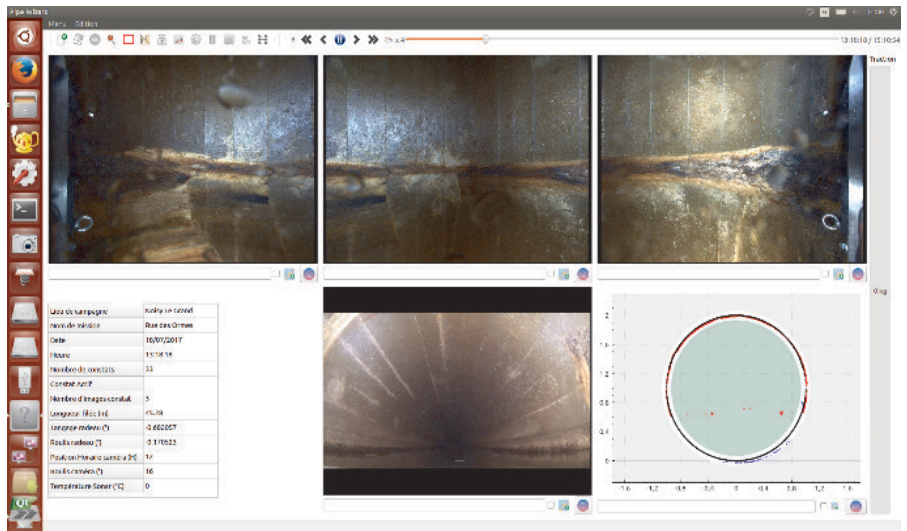 Pipe Wizard
Menu Edition
13:18:18 / 15:10:54
Traction
0 kg
Lieu de campagne Noisy Le Grand
Nom de mission Rue des Ormes
Date 18/07/2017
Heure 13:18:18
Nombre de constats 33
Constat Actif
Nombre d'images constat 3
Longueur filée (m) 45.28
Tangage radeau (°) -0.682057
Roulis radeau (°) -0.170523
Position Horaire caméra (H) 12
Roulis caméra (°) 16
Température Sonar (°C) 0
2
1.6
1.2
0.8
0.4
0
-1.6 -1.2 -0.8 -0.4 0 0.4 0.8 1.2 1.6